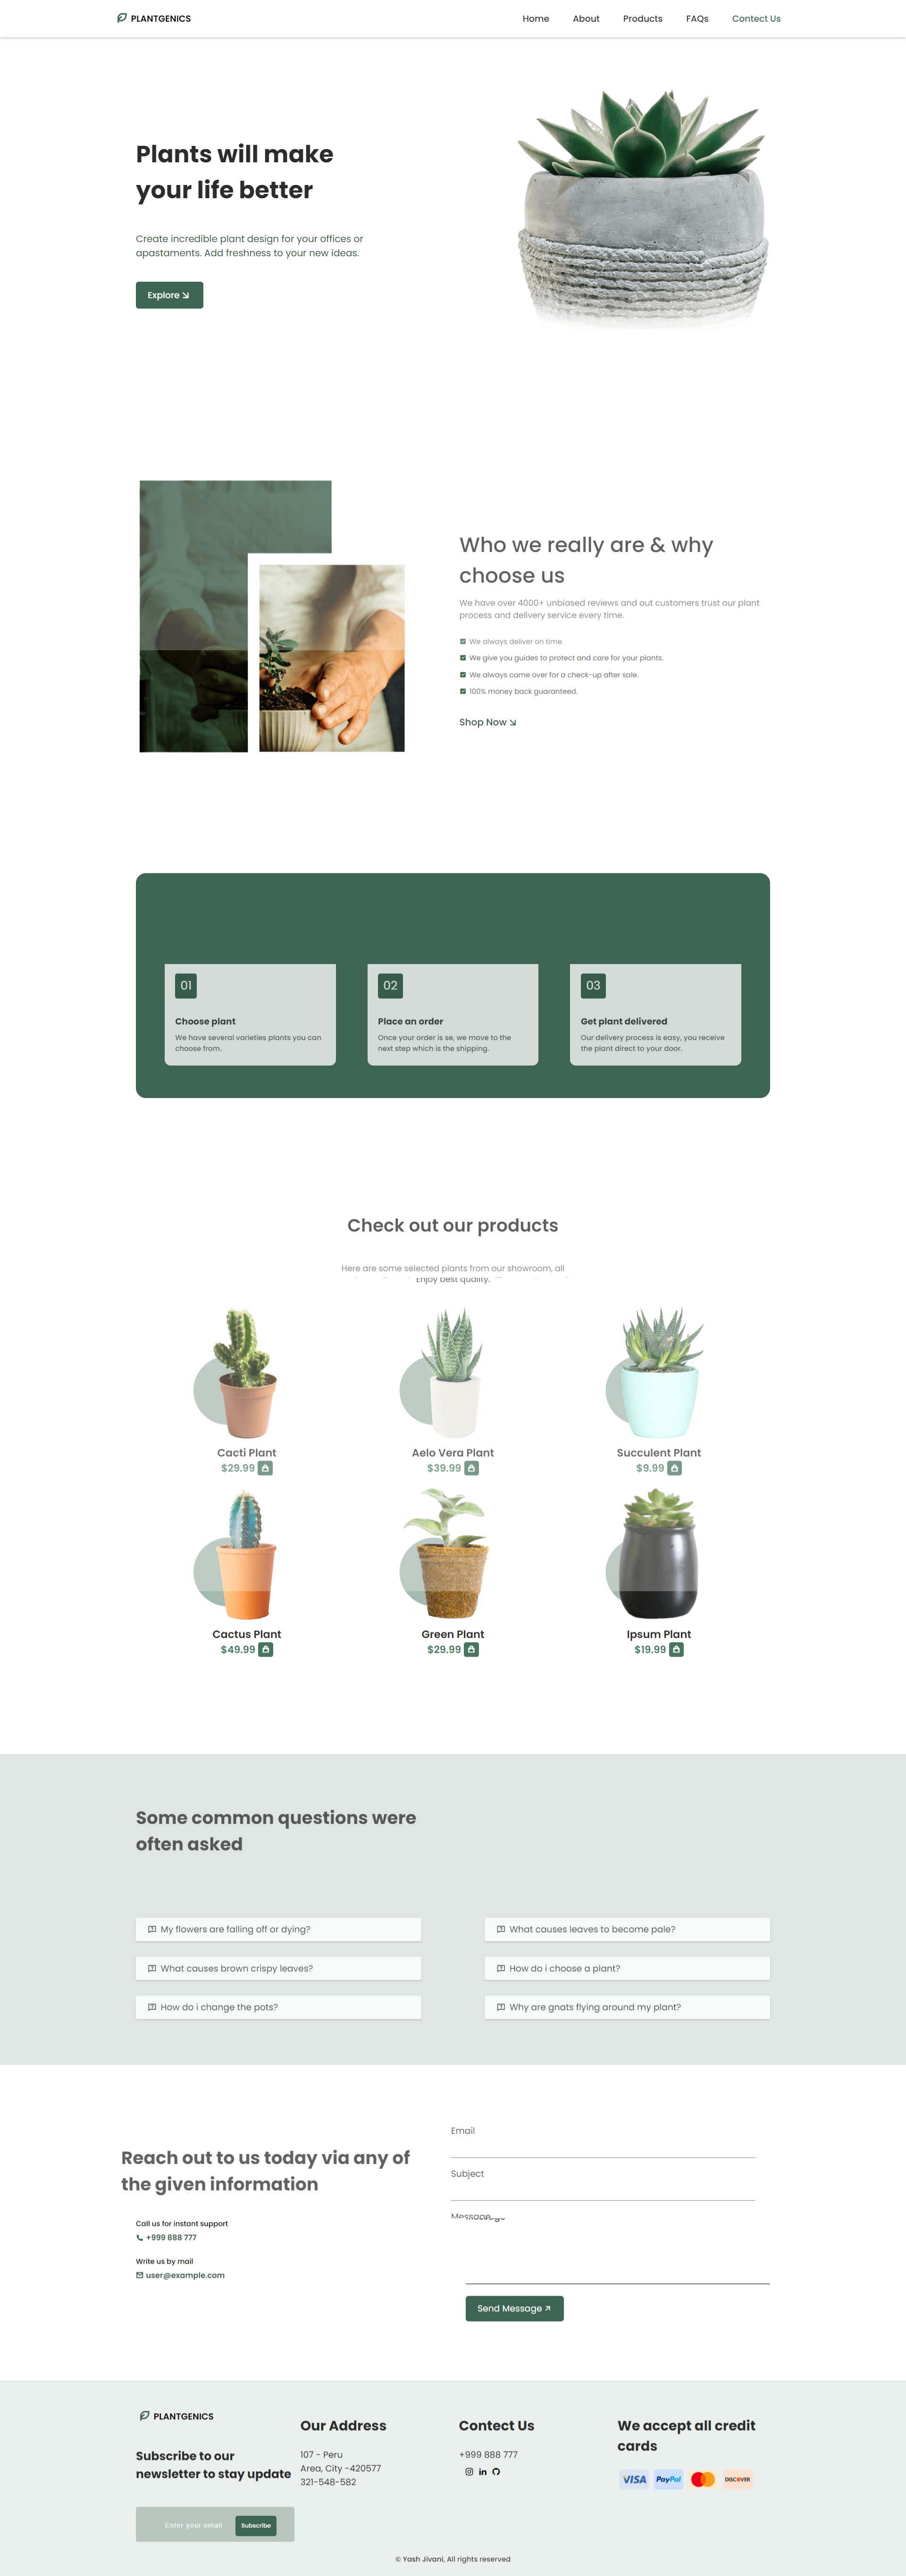 PLANTGENICS
Home About Products FAQs Contect Us
Plants will make
your life better
Create incredible plant design for your offices or
apastaments. Add freshness to your new ideas.
Explore
Who we really are & why
choose us
We have over 4000+ unbiased reviews and out customers trust our plant
process and delivery service every time.
We always deliver on time.
We give you guides to protect and care for your plants.
We always came over for a check-up after sale.
100% money back guaranteed.
Shop Now
01
Choose plant
We have several varieties plants you can
choose from.
02
Place an order
Once your order is se, we move to the
next step which is the shipping.
03
Get plant delivered
Our delivery process is easy, you receive
the plant direct to your door.
Check out our products
Here are some selected plants from our showroom, all
Enjoy best quality.
Cacti Plant
$29.99
Aelo Vera Plant
$39.99
Succulent Plant
$9.99
Cactus Plant
$49.99
Green Plant
$29.99
Ipsum Plant
$19.99
Some common questions were
often asked
My flowers are falling off or dying?
What causes brown crispy leaves?
How do i change the pots?
What causes leaves to become pale?
How do i choose a plant?
Why are gnats flying around my plant?
Reach out to us today via any of
the given information
Call us for instant support
+999 888 777
Write us by mail
user@example.com
Email
Subject
Message
Send Message
PLANTGENICS
Subscribe to our
newsletter to stay update
Enter your email
Subscribe
Our Address
107 - Peru
Area, City -420577
321-548-582
Contect Us
+999 888 777
We accept all credit
cards
VISA PayPal DISCOVER
© Yash Jivani, All rights reserved